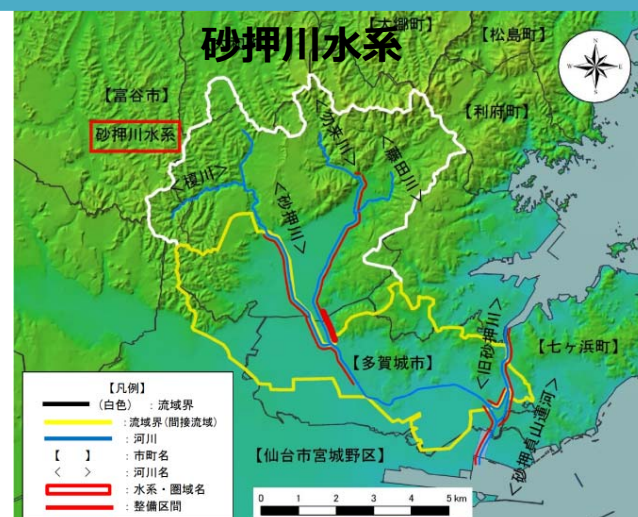 砂押川水系
【大郷町】
【松島町】
N
W
E
S
【富谷市】
【利府町】
砂押川水系
<勿来川>
<藤田川>
<榎川>
<砂押川>
【多賀城市】
<旧砂押川>
【七ヶ浜町】
<砂押貞山運河>
【仙台市宮城野区】
【凡例】
(白色) : 流域界
: 流域界(間接流域)
: 河川
【 】 : 市町名
< > : 河川名
: 水系・圏域名
: 整備区間
0 1 2 3 4 5 km